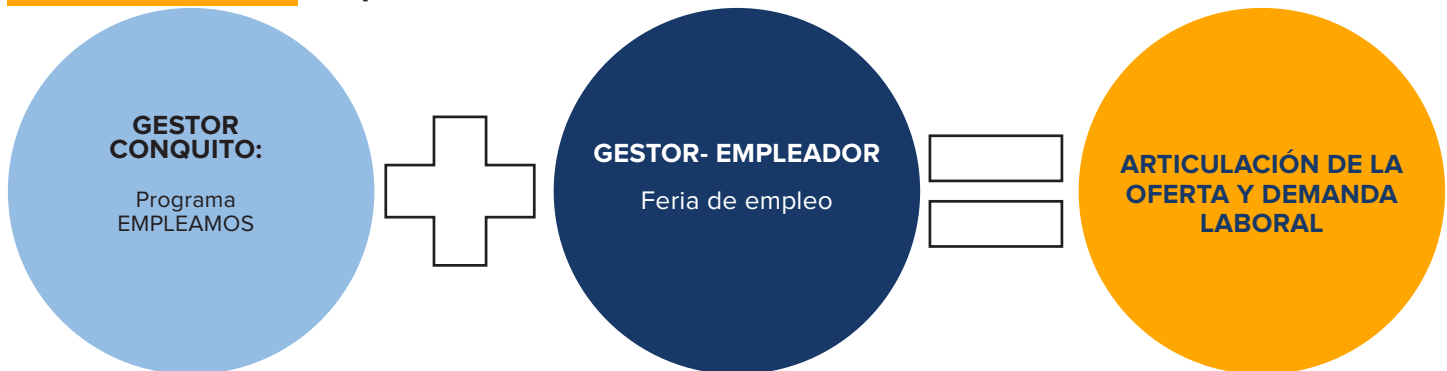 GESTOR
CONQUITO:
Programa
EMPLEAMOS
GESTOR- EMPLEADOR
Feria de empleo
ARTICULACIÓN DE LA
OFERTA Y DEMANDA
LABORAL